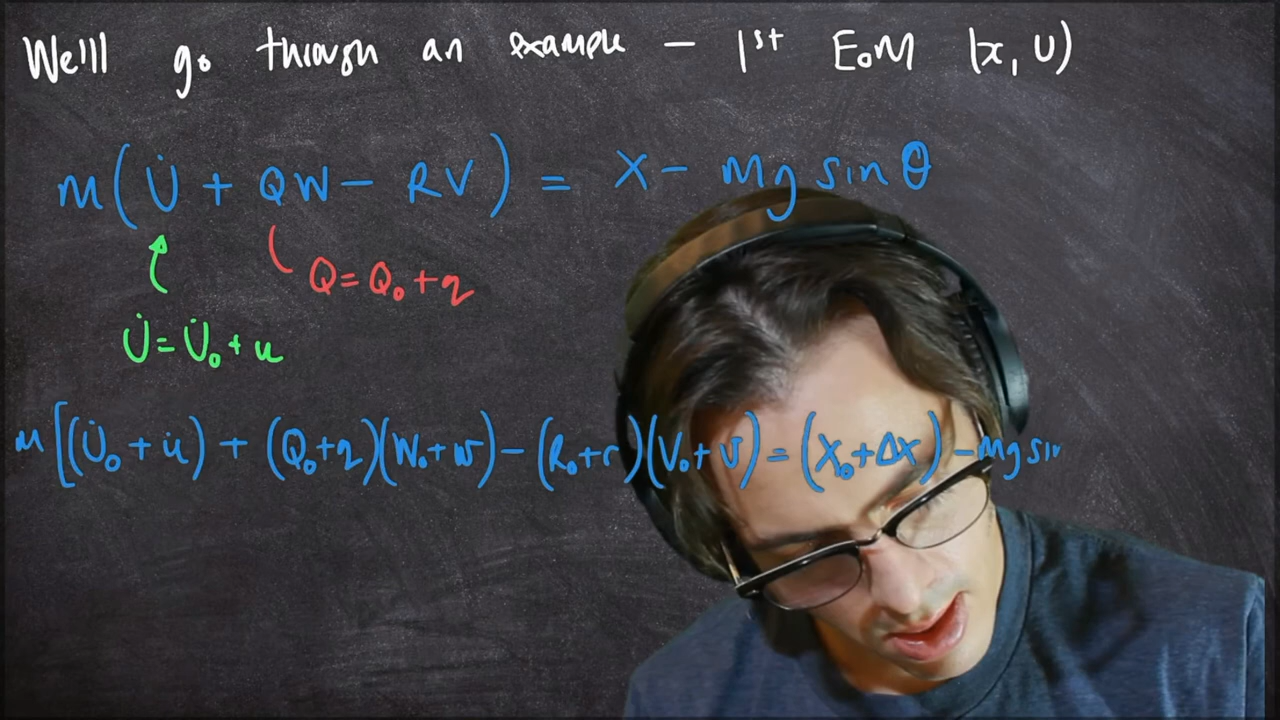 We'll go through an example – 1st EoM (x, U)
m(U̇ + QW – RV) = X – mg sin θ
Q = Q₀ + q
U̇ = U̇₀ + u
m[(U̇₀ + u̇) + (Q₀+q)(W₀+w) – (R₀+r)(V₀+v) = (X₀+ΔX) – mg sin